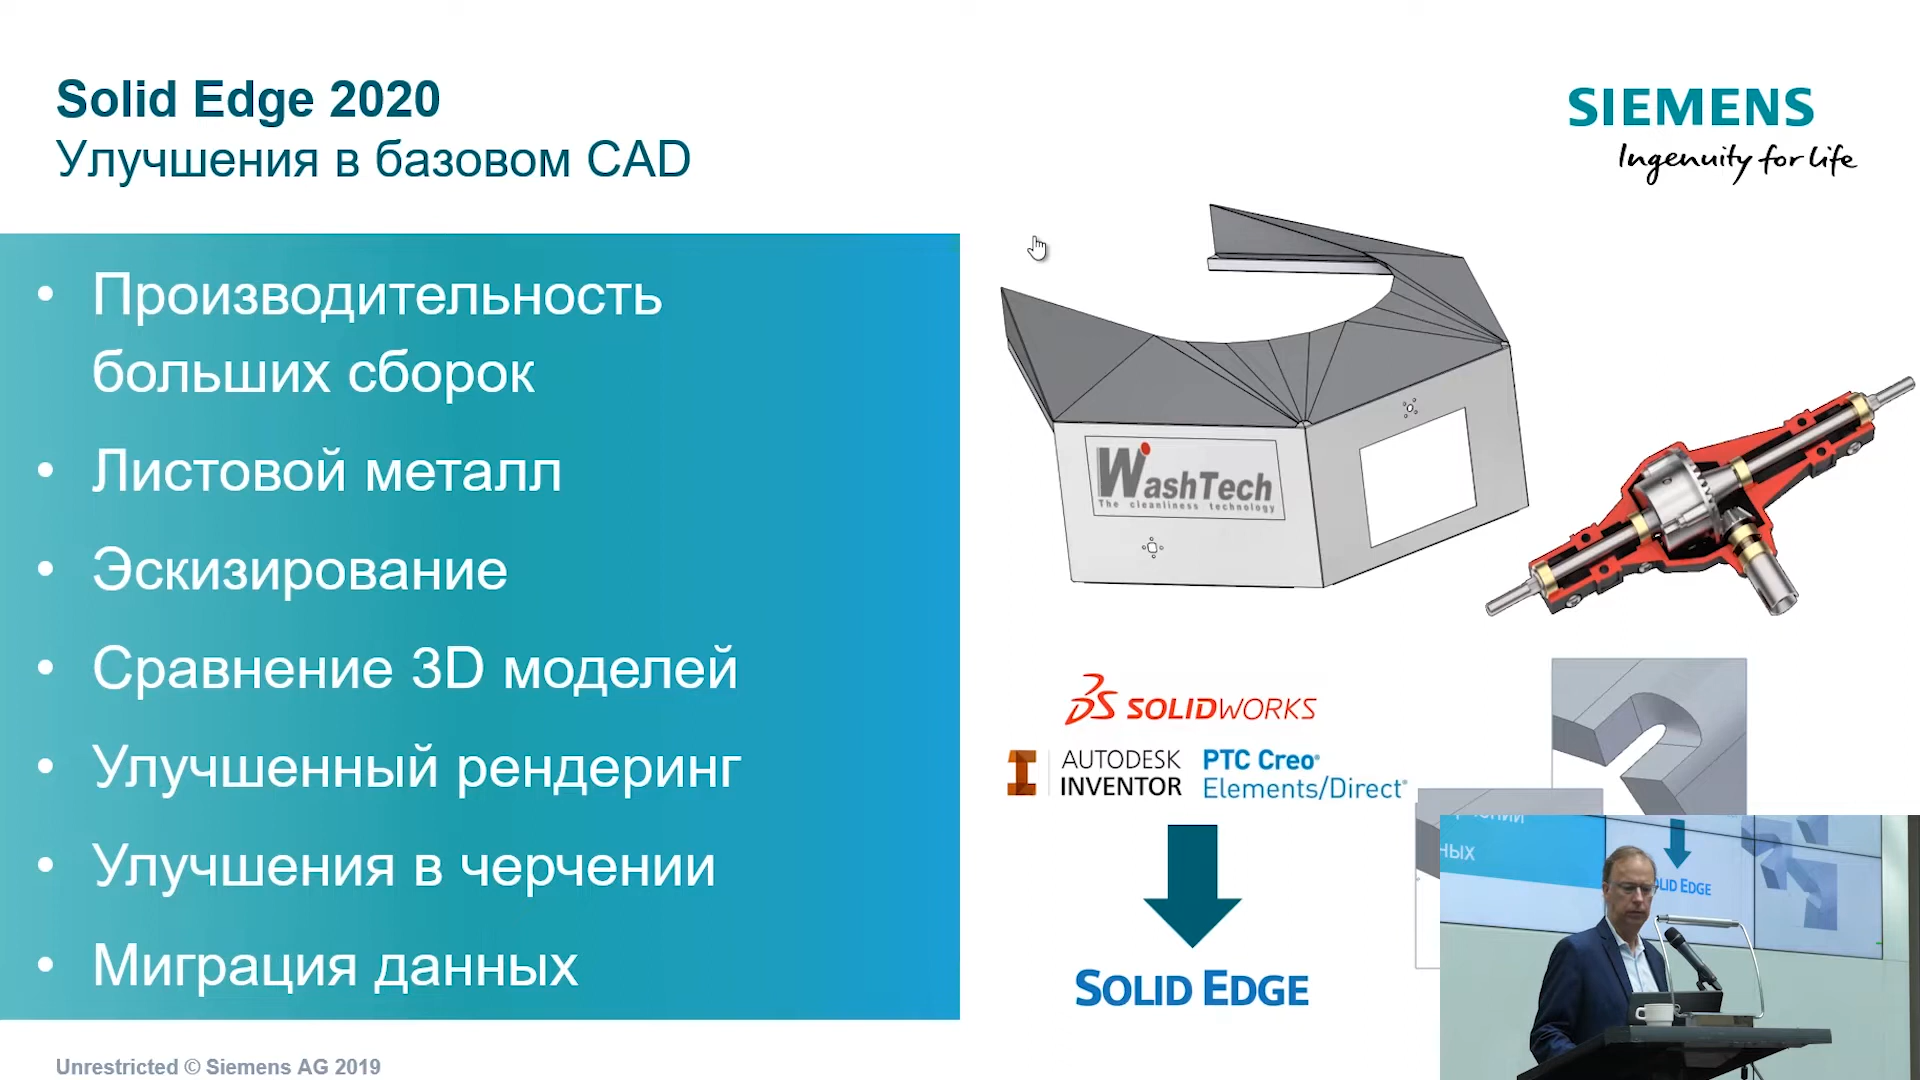 Solid Edge 2020
Улучшения в базовом CAD
SIEMENS
Ingenuity for life
• Производительность
больших сборок
• Листовой металл
• Эскизирование
• Сравнение 3D моделей
• Улучшенный рендеринг
• Улучшения в черчении
• Миграция данных
WashTech
The cleanliness technology
SOLIDWORKS
AUTODESK
INVENTOR
PTC Creo®
Elements/Direct®
SOLID EDGE
LID EDGE
Unrestricted © Siemens AG 2019